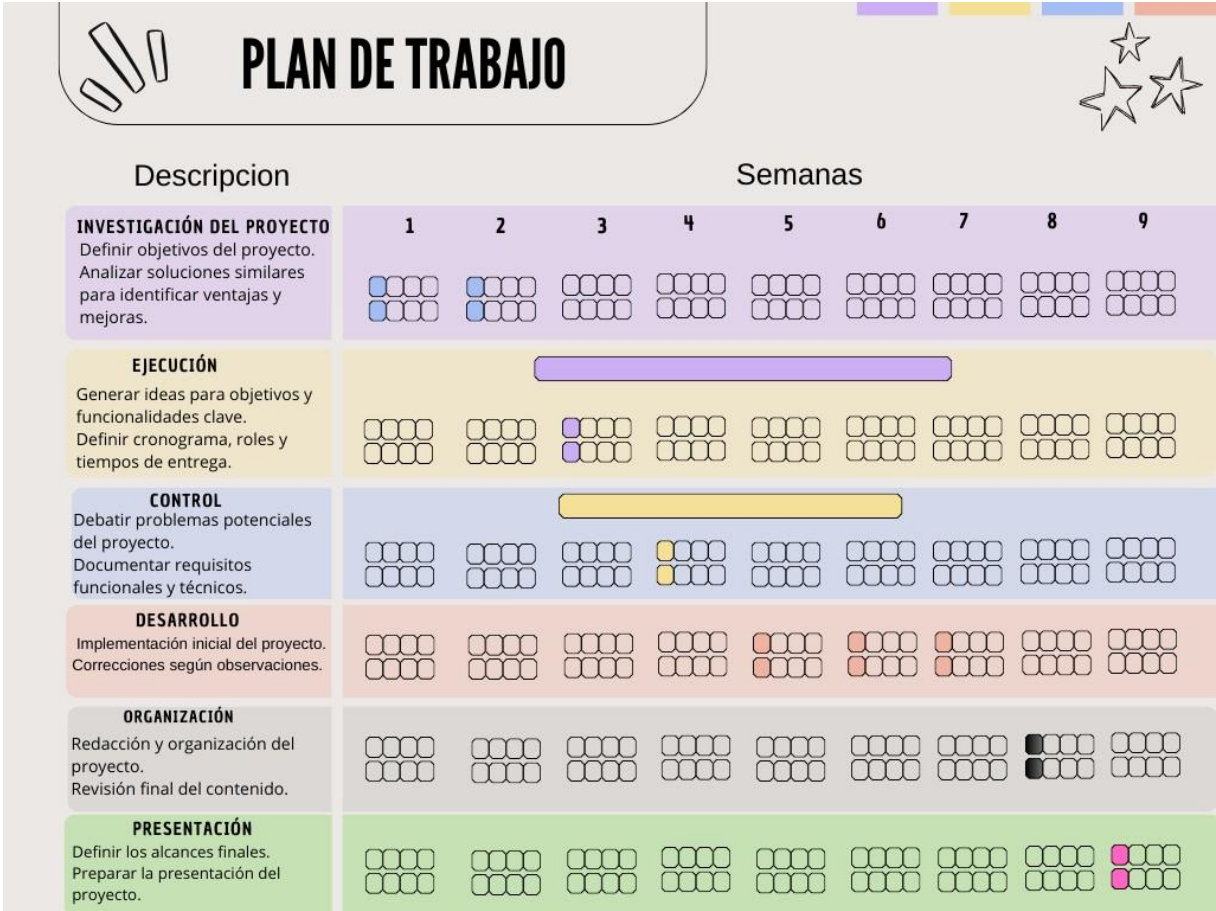 PLAN DE TRABAJO
Descripcion
Semanas
INVESTIGACIÓN DEL PROYECTO
1 2 3 4 5 6 7 8 9
Definir objetivos del proyecto.
Analizar soluciones similares
para identificar ventajas y
mejoras.
EJECUCIÓN
Generar ideas para objetivos y
funcionalidades clave.
Definir cronograma, roles y
tiempos de entrega.
CONTROL
Debatir problemas potenciales
del proyecto.
Documentar requisitos
funcionales y técnicos.
DESARROLLO
Implementación inicial del proyecto.
Correcciones según observaciones.
ORGANIZACIÓN
Redacción y organización del
proyecto.
Revisión final del contenido.
PRESENTACIÓN
Definir los alcances finales.
Preparar la presentación del
proyecto.